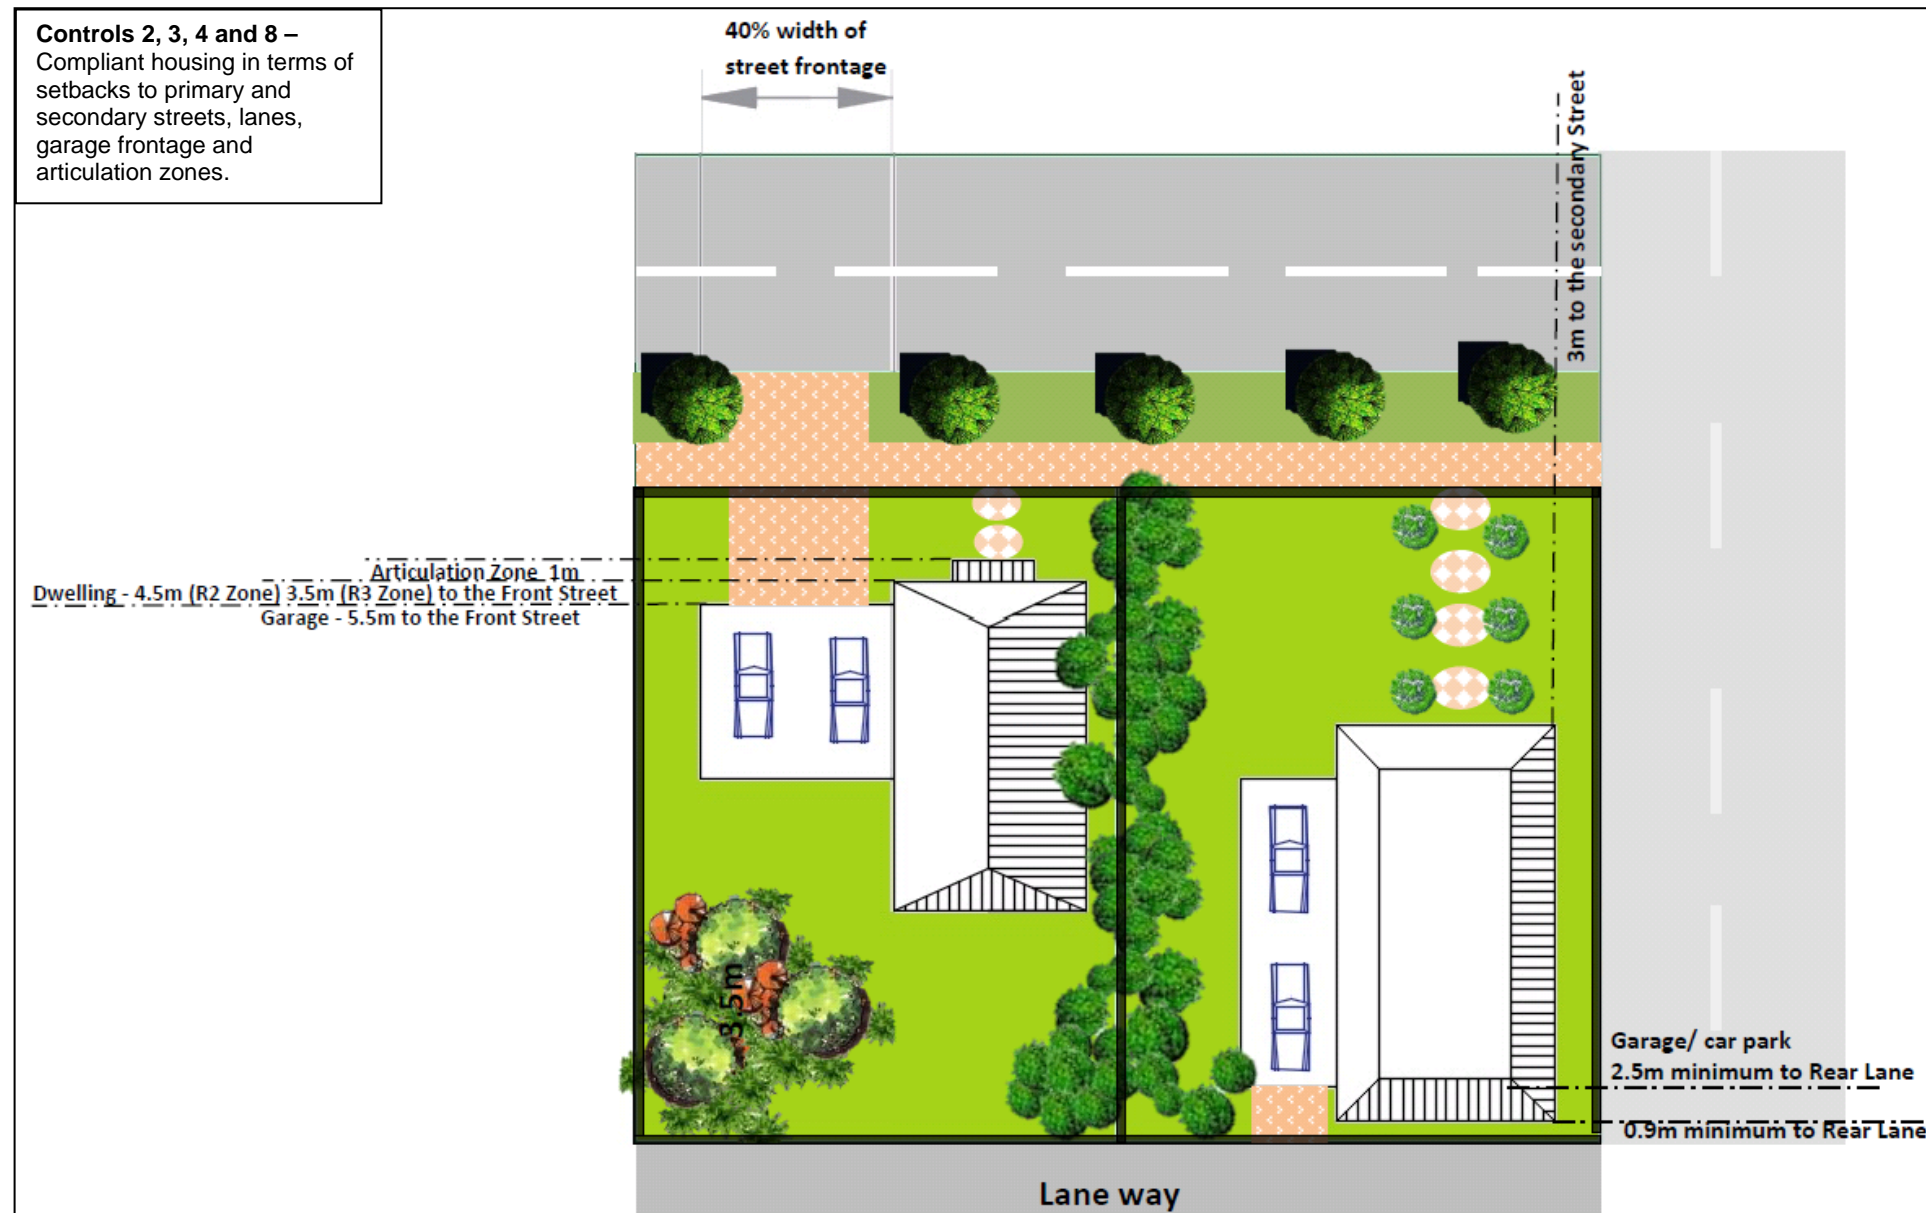 Controls 2, 3, 4 and 8 –
Compliant housing in terms of
setbacks to primary and
secondary streets, lanes,
garage frontage and
articulation zones.
40% width of
street frontage
3m to the secondary Street
Articulation Zone 1m
Dwelling - 4.5m (R2 Zone) 3.5m (R3 Zone) to the Front Street
Garage - 5.5m to the Front Street
3.5m
Garage/ car park
2.5m minimum to Rear Lane
0.9m minimum to Rear Lane
Lane way